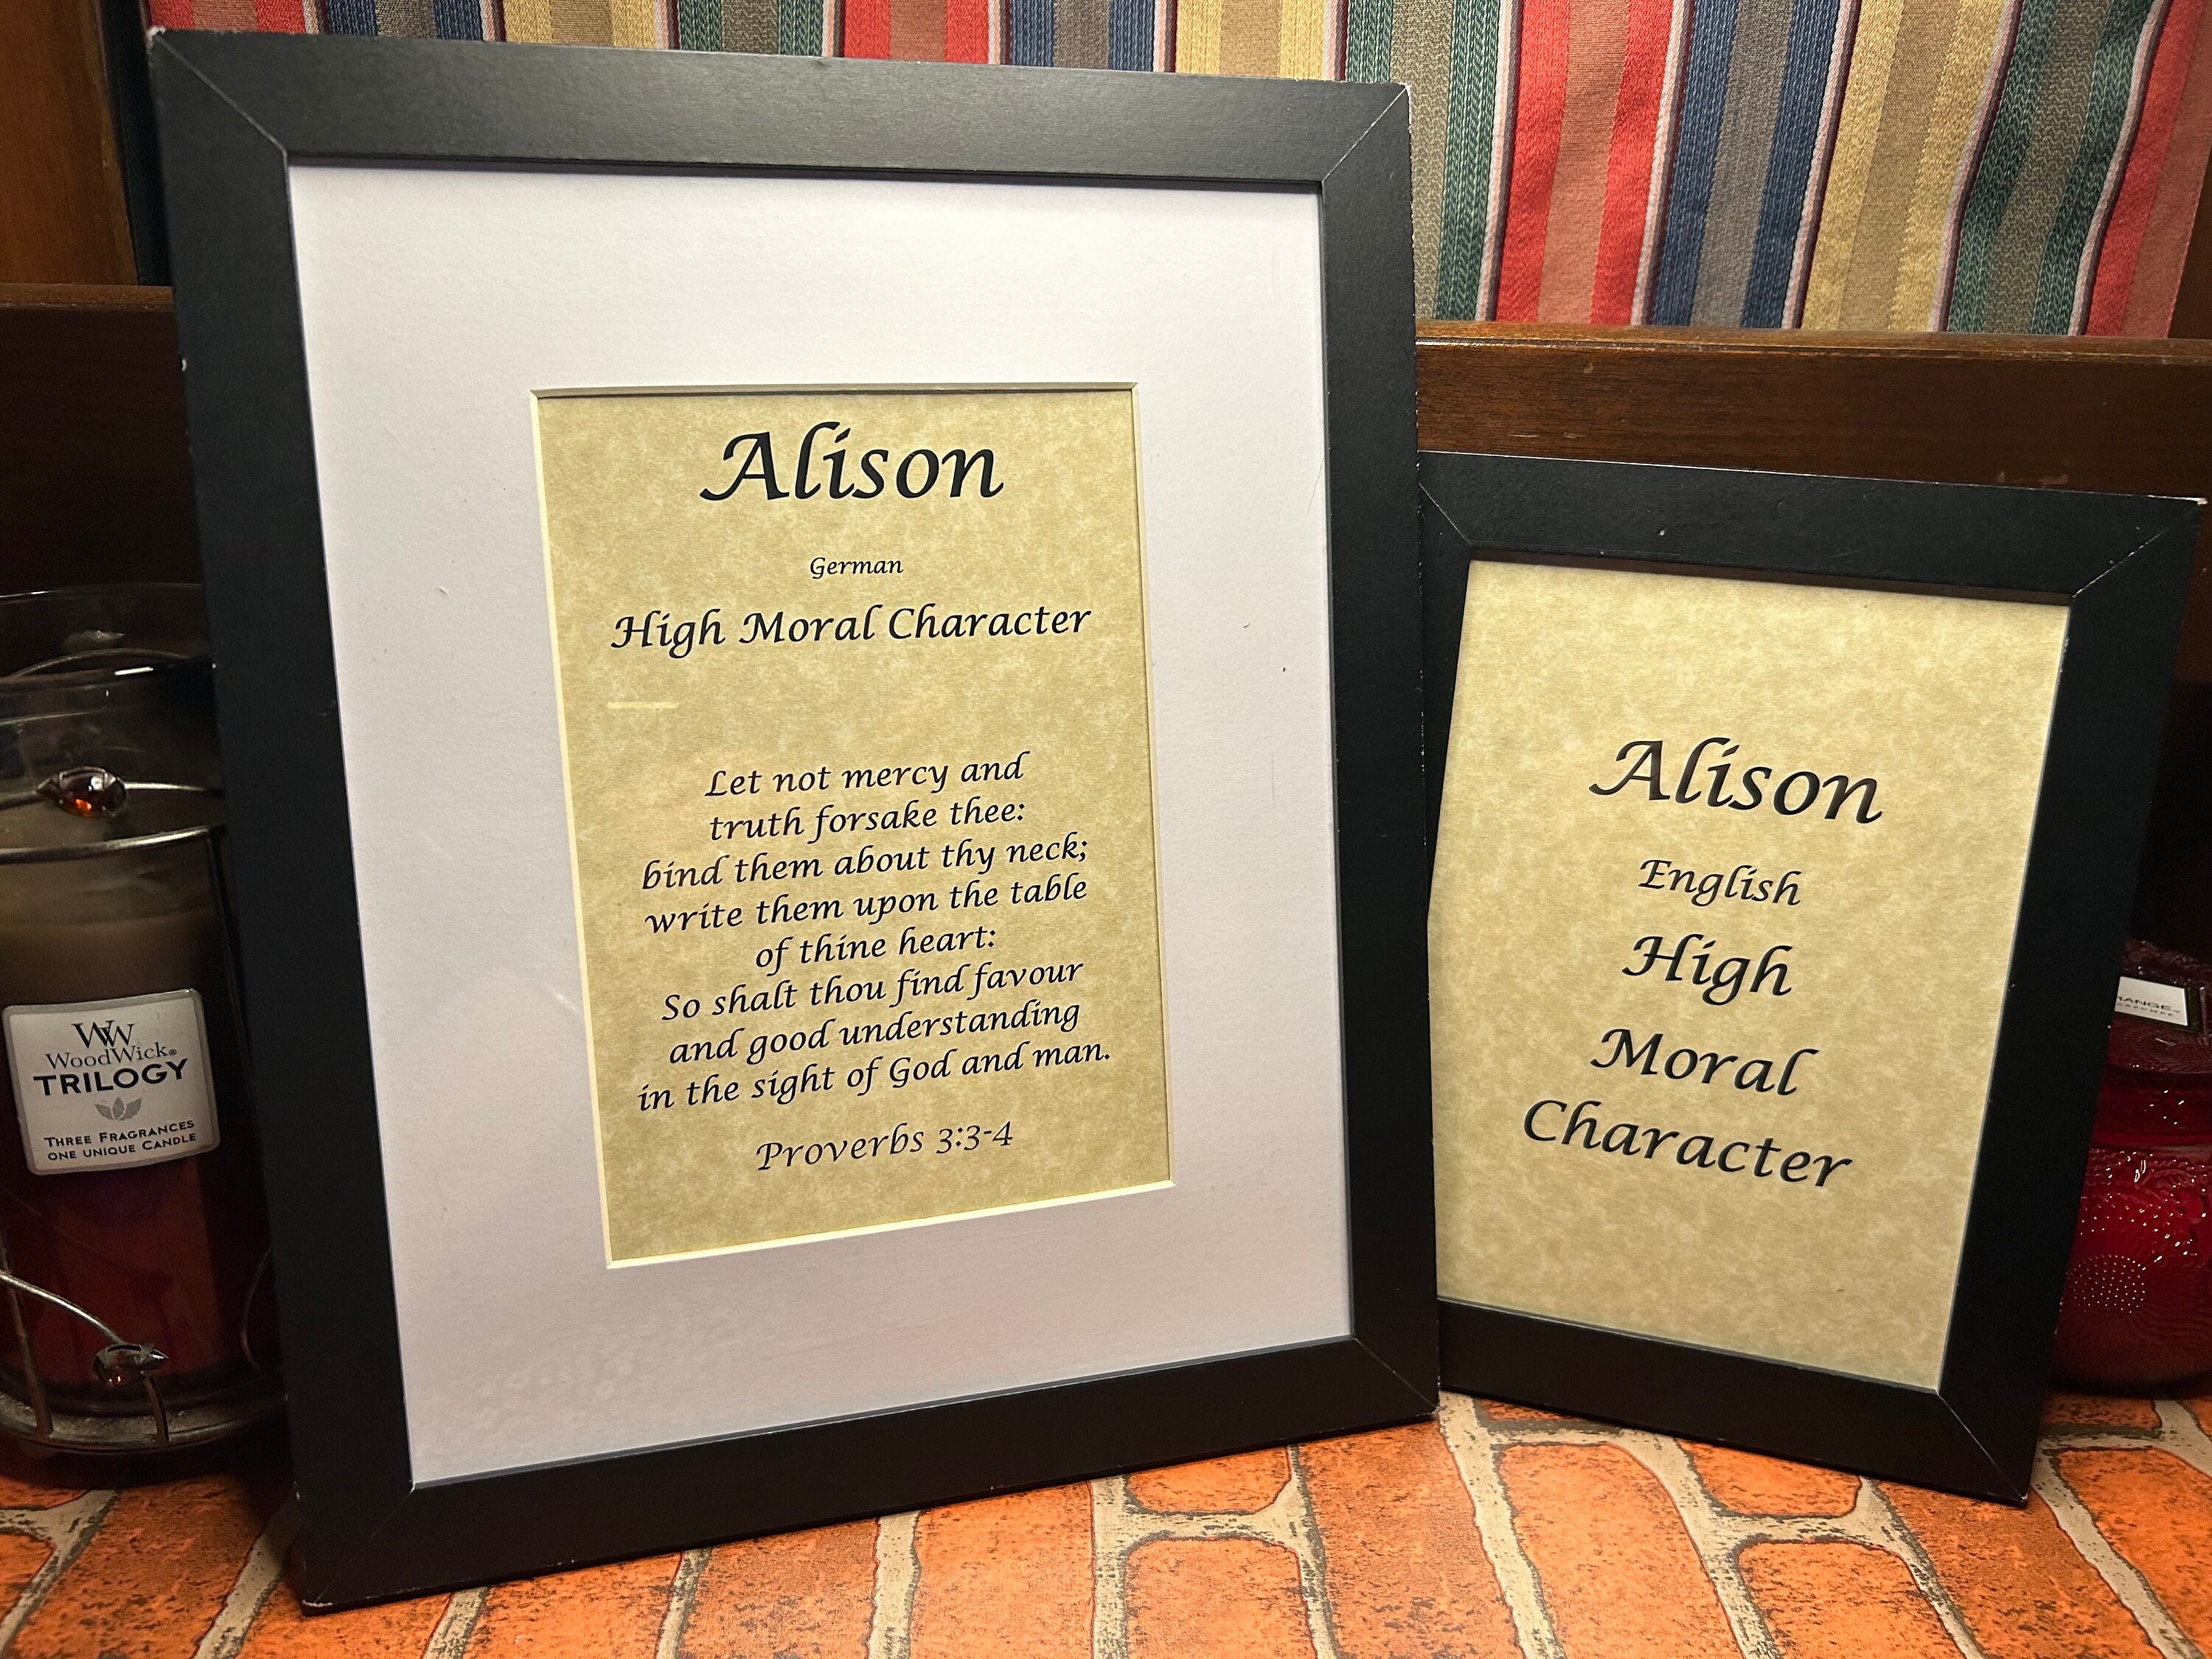 Alison
German
High Moral Character
Let not mercy and
truth forsake thee:
bind them about thy neck;
write them upon the table
of thine heart:
So shalt thou find favour
and good understanding
in the sight of God and man.
Proverbs 3:3-4
Alison
English
High
Moral
Character
WW
WoodWick®
TRILOGY
THREE FRAGRANCES
ONE UNIQUE CANDLE